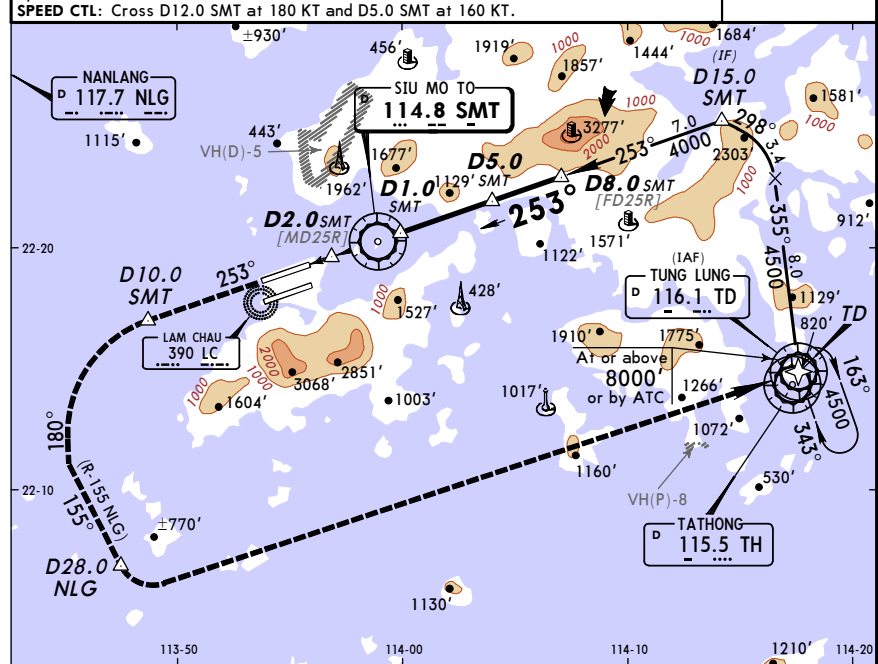 SPEED CTL: Cross D12.0 SMT at 180 KT and D5.0 SMT at 160 KT.
±930'
456'
1919'
1000
1857'
1444'
1000
1684'
(IF)
D15.0
SMT
NANLANG
D 117.7 NLG
SIU MO TO
D 114.8 SMT
1000
3277'
2000
1581'
1000
1115'
443'
VH(D)-5
1962'
1677'
1129'
7.0
4000
253°
298°
3.4
2303
1000
D5.0
SMT
D1.0
SMT
D8.0 SMT
[FD25R]
D2.0 SMT
[MD25R]
253°
1571'
1122'
912'
355°
4500
8.0
22-20
D10.0
SMT
253°
LAM CHAU
390 LC
428'
1000
1527'
(IAF)
TUNG LUNG
D 116.1 TD
1129'
820'
TD
1910'
1775'
At or above
8000'
or by ATC
2000
1000
3068'
2851'
1000
1604'
1003'
1017'
1266'
1072'
163°
4500
343°
180°
(R-155 NLG)
155°
1160'
530'
22-10
VH(P)-8
±770'
TATHONG
D 115.5 TH
D28.0
NLG
1130'
113-50
114-00
114-10
1210'
114-20